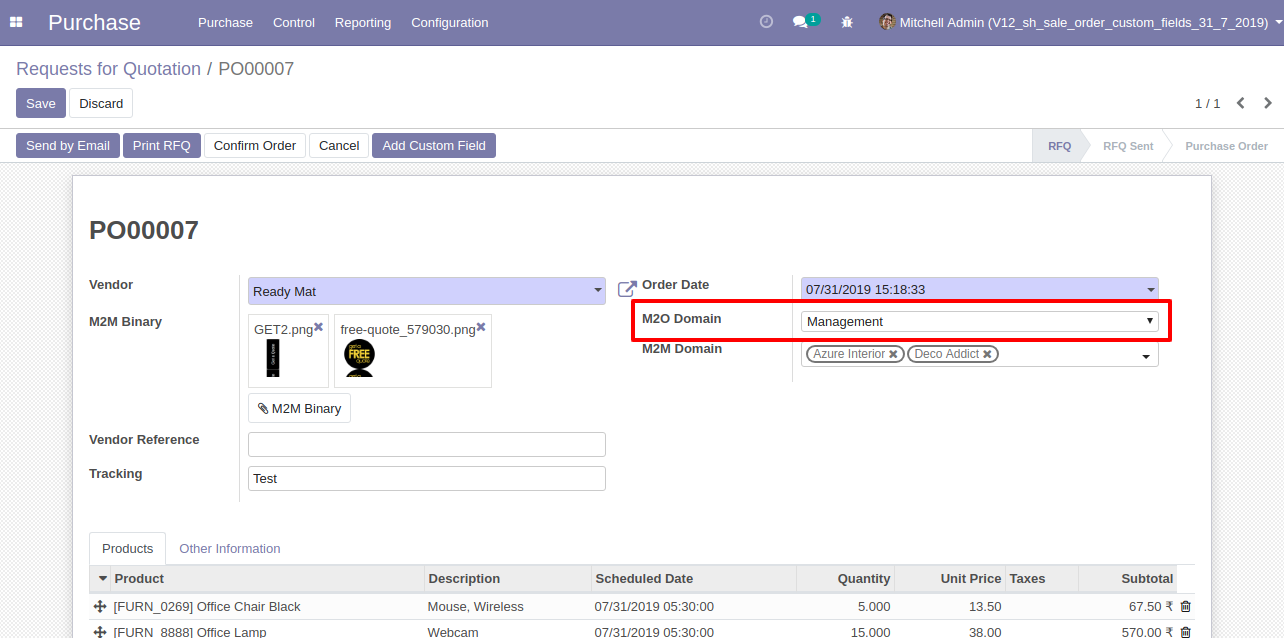 Purchase Purchase Control Reporting Configuration 1 Mitchell Admin (V12_sh_sale_order_custom_fields_31_7_2019)
Requests for Quotation / PO00007
Save Discard 1 / 1
Send by Email Print RFQ Confirm Order Cancel Add Custom Field RFQ RFQ Sent Purchase Order
PO00007
Vendor Ready Mat
M2M Binary GET2.png free-quote_579030.png
FREE
M2M Binary
Vendor Reference
Tracking Test
Order Date 07/31/2019 15:18:33
M2O Domain Management
M2M Domain Azure Interior Deco Addict
Products Other Information
Product Description Scheduled Date Quantity Unit Price Taxes Subtotal
[FURN_0269] Office Chair Black Mouse, Wireless 07/31/2019 05:30:00 5.000 13.50 67.50 ₹
[FURN_8888] Office Lamp Webcam 07/31/2019 05:30:00 15.000 38.00 570.00 ₹